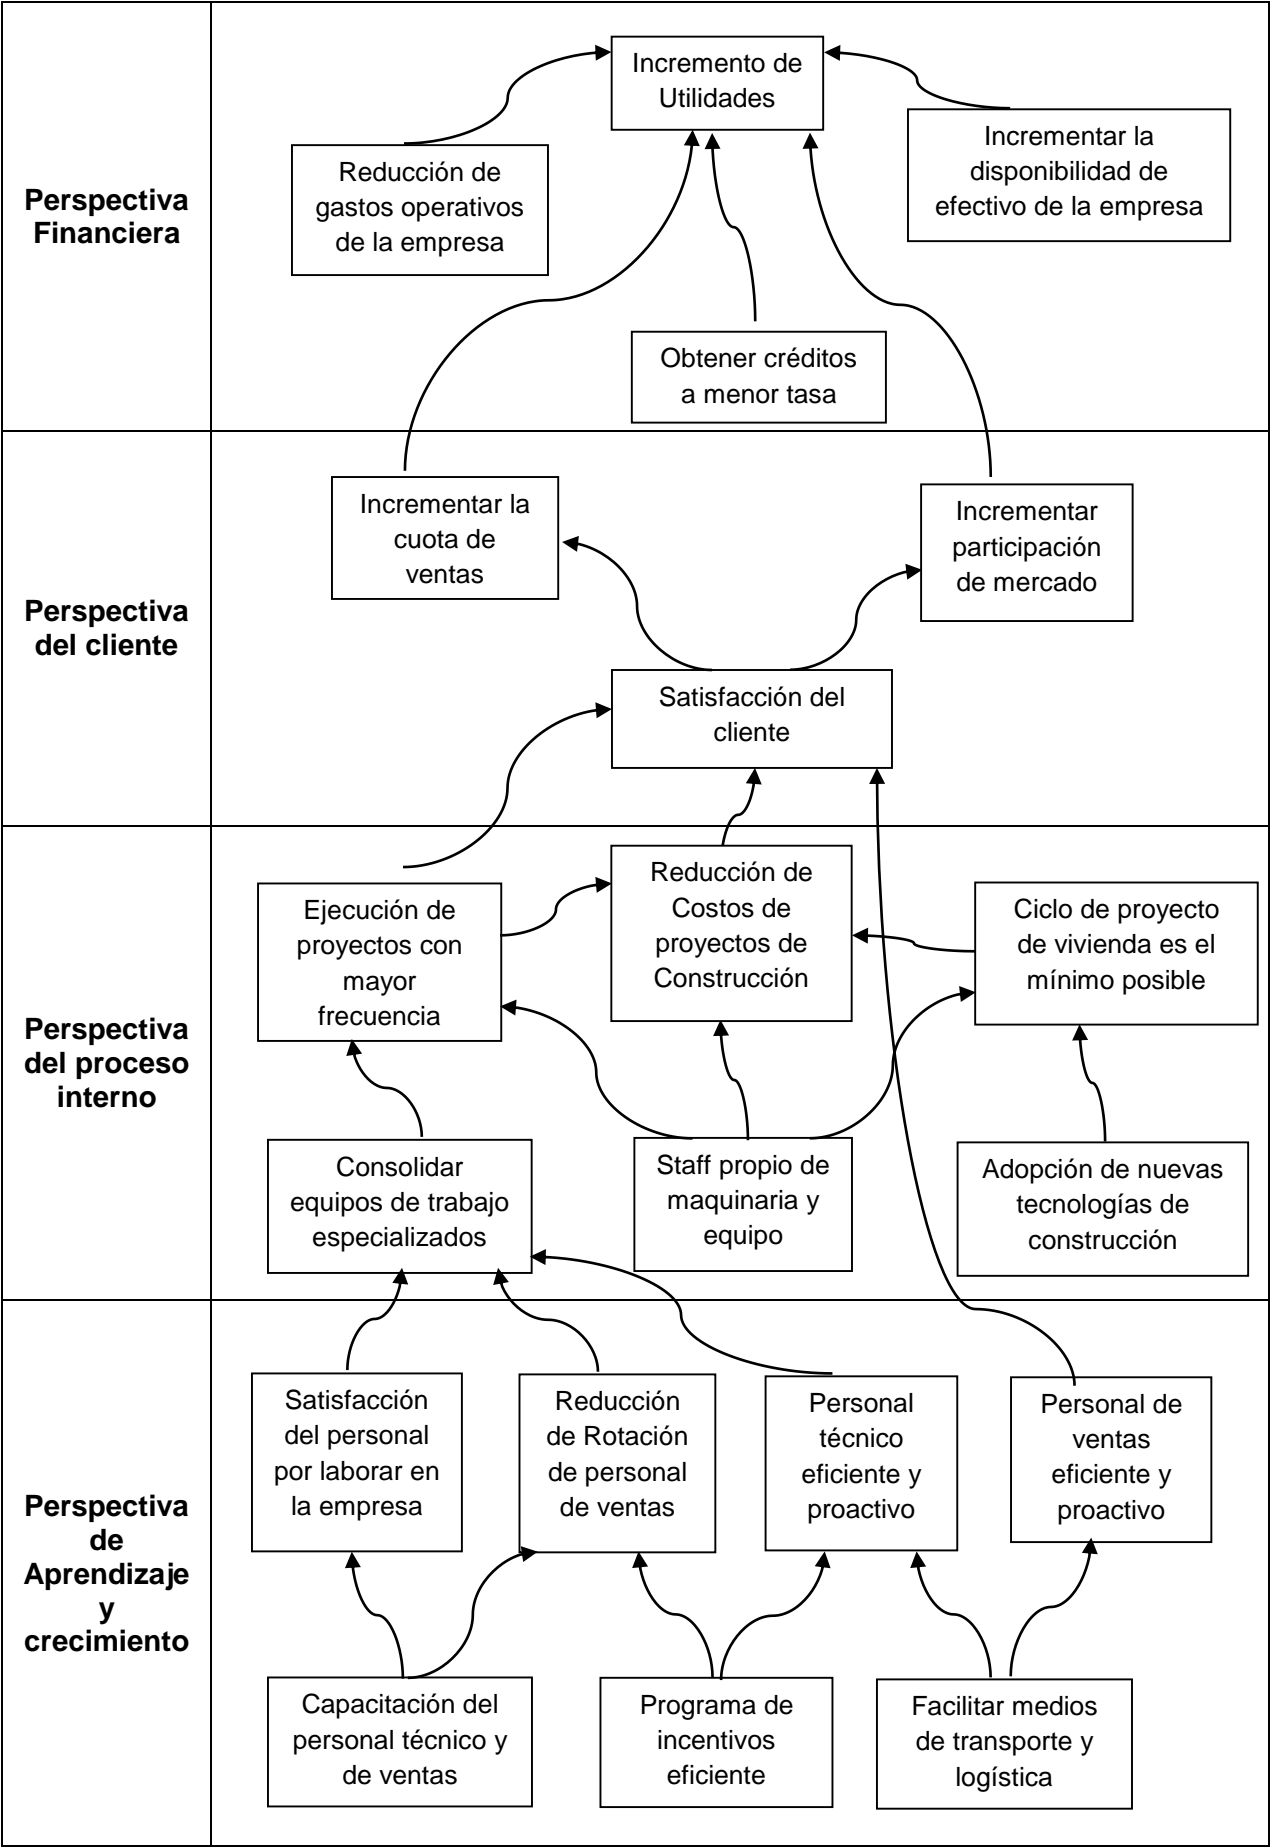 Perspectiva
Financiera
Incremento de
Utilidades
Reducción de
gastos operativos
de la empresa
Incrementar la
disponibilidad de
efectivo de la empresa
Obtener créditos
a menor tasa
Perspectiva
del cliente
Incrementar la
cuota de
ventas
Incrementar
participación
de mercado
Satisfacción del
cliente
Perspectiva
del proceso
interno
Ejecución de
proyectos con
mayor
frecuencia
Reducción de
Costos de
proyectos de
Construcción
Ciclo de proyecto
de vivienda es el
mínimo posible
Consolidar
equipos de trabajo
especializados
Staff propio de
maquinaria y
equipo
Adopción de nuevas
tecnologías de
construcción
Perspectiva
de
Aprendizaje
y
crecimiento
Satisfacción
del personal
por laborar en
la empresa
Reducción
de Rotación
de personal
de ventas
Personal
técnico
eficiente y
proactivo
Personal de
ventas
eficiente y
proactivo
Capacitación del
personal técnico y
de ventas
Programa de
incentivos
eficiente
Facilitar medios
de transporte y
logística